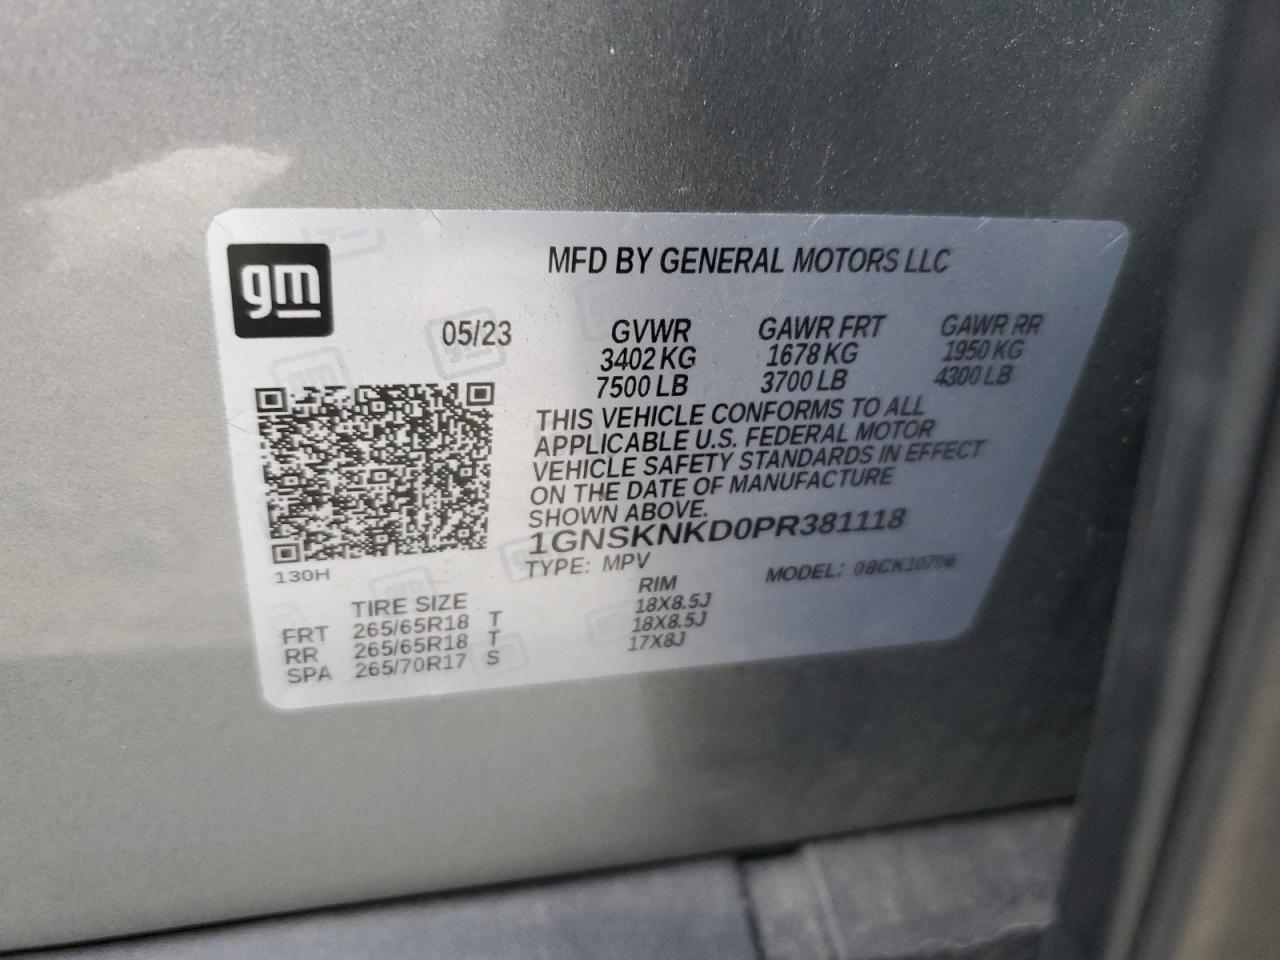 gm
MFD BY GENERAL MOTORS LLC
05/23 GVWR GAWR FRT GAWR RR
3402 KG 1678 KG 1950 KG
7500 LB 3700 LB 4300 LB
THIS VEHICLE CONFORMS TO ALL
APPLICABLE U.S. FEDERAL MOTOR
VEHICLE SAFETY STANDARDS IN EFFECT
ON THE DATE OF MANUFACTURE
SHOWN ABOVE.
1GNSKNKD0PR381118
130H TYPE: MPV MODEL:
TIRE SIZE RIM
FRT 265/65R18 T 18X8.5J
RR 265/65R18 T 18X8.5J
SPA 265/70R17 S 17X8J